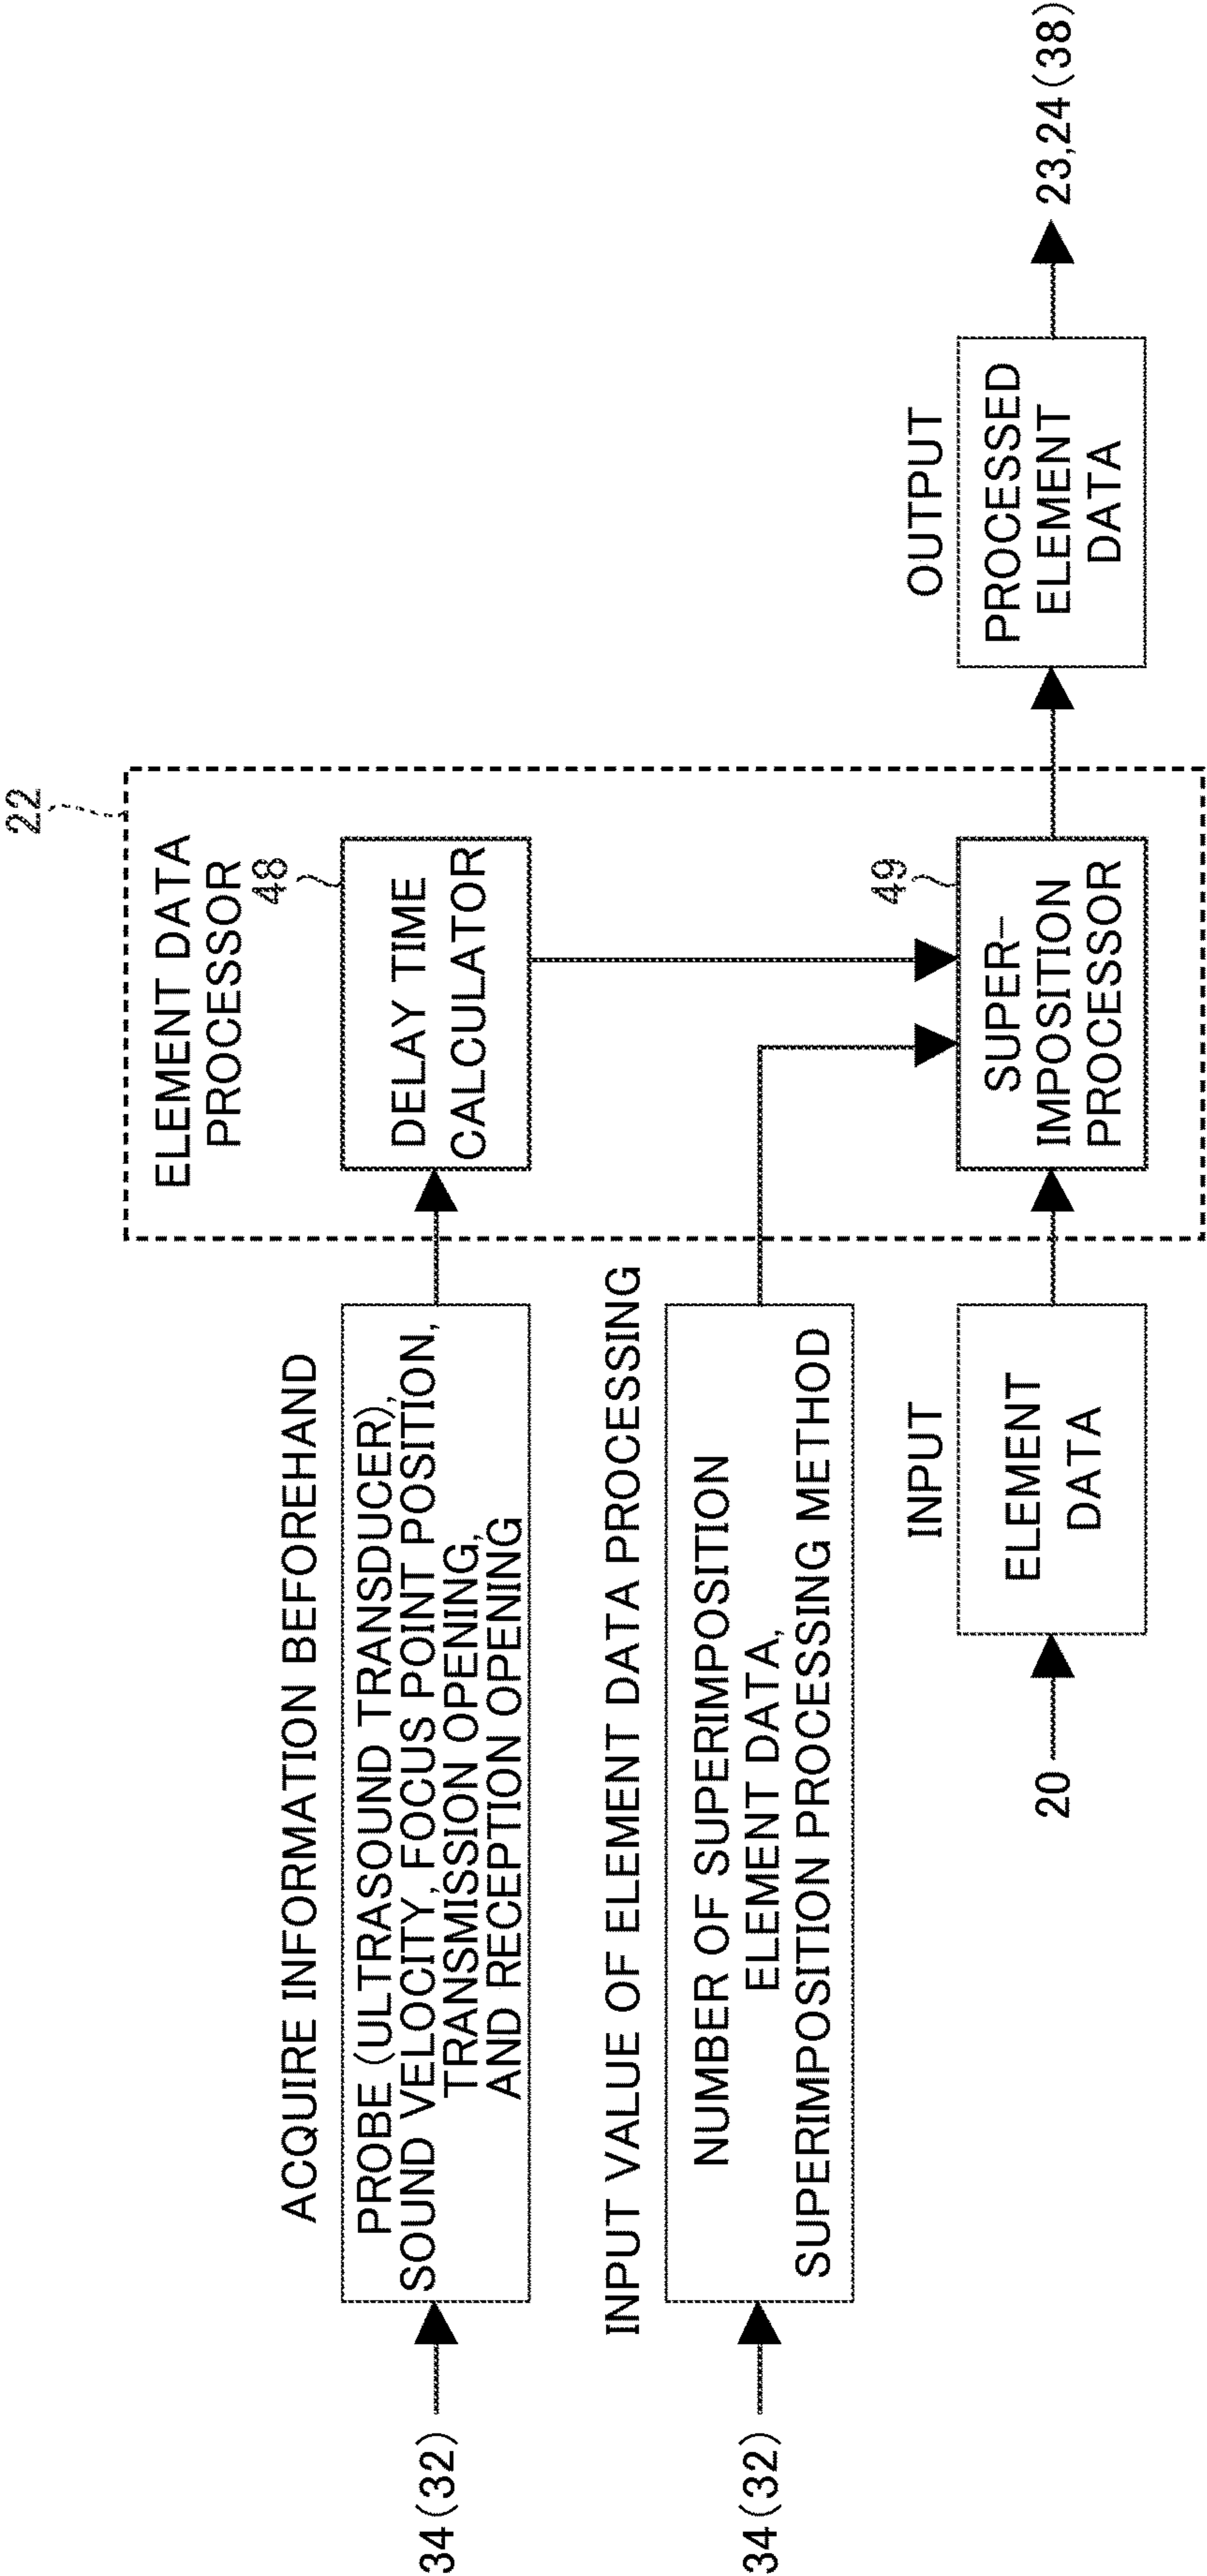 22
ELEMENT DATA
PROCESSOR
ACQUIRE INFORMATION BEFOREHAND
34 (32)
PROBE (ULTRASOUND TRANSDUCER),
SOUND VELOCITY, FOCUS POINT POSITION,
TRANSMISSION OPENING,
AND RECEPTION OPENING
48
DELAY TIME
CALCULATOR
INPUT VALUE OF ELEMENT DATA PROCESSING
34 (32)
NUMBER OF SUPERIMPOSITION
ELEMENT DATA,
SUPERIMPOSITION PROCESSING METHOD
INPUT
20
ELEMENT
DATA
49
SUPER-
IMPOSITION
PROCESSOR
OUTPUT
PROCESSED
ELEMENT
DATA
23,24 (38)